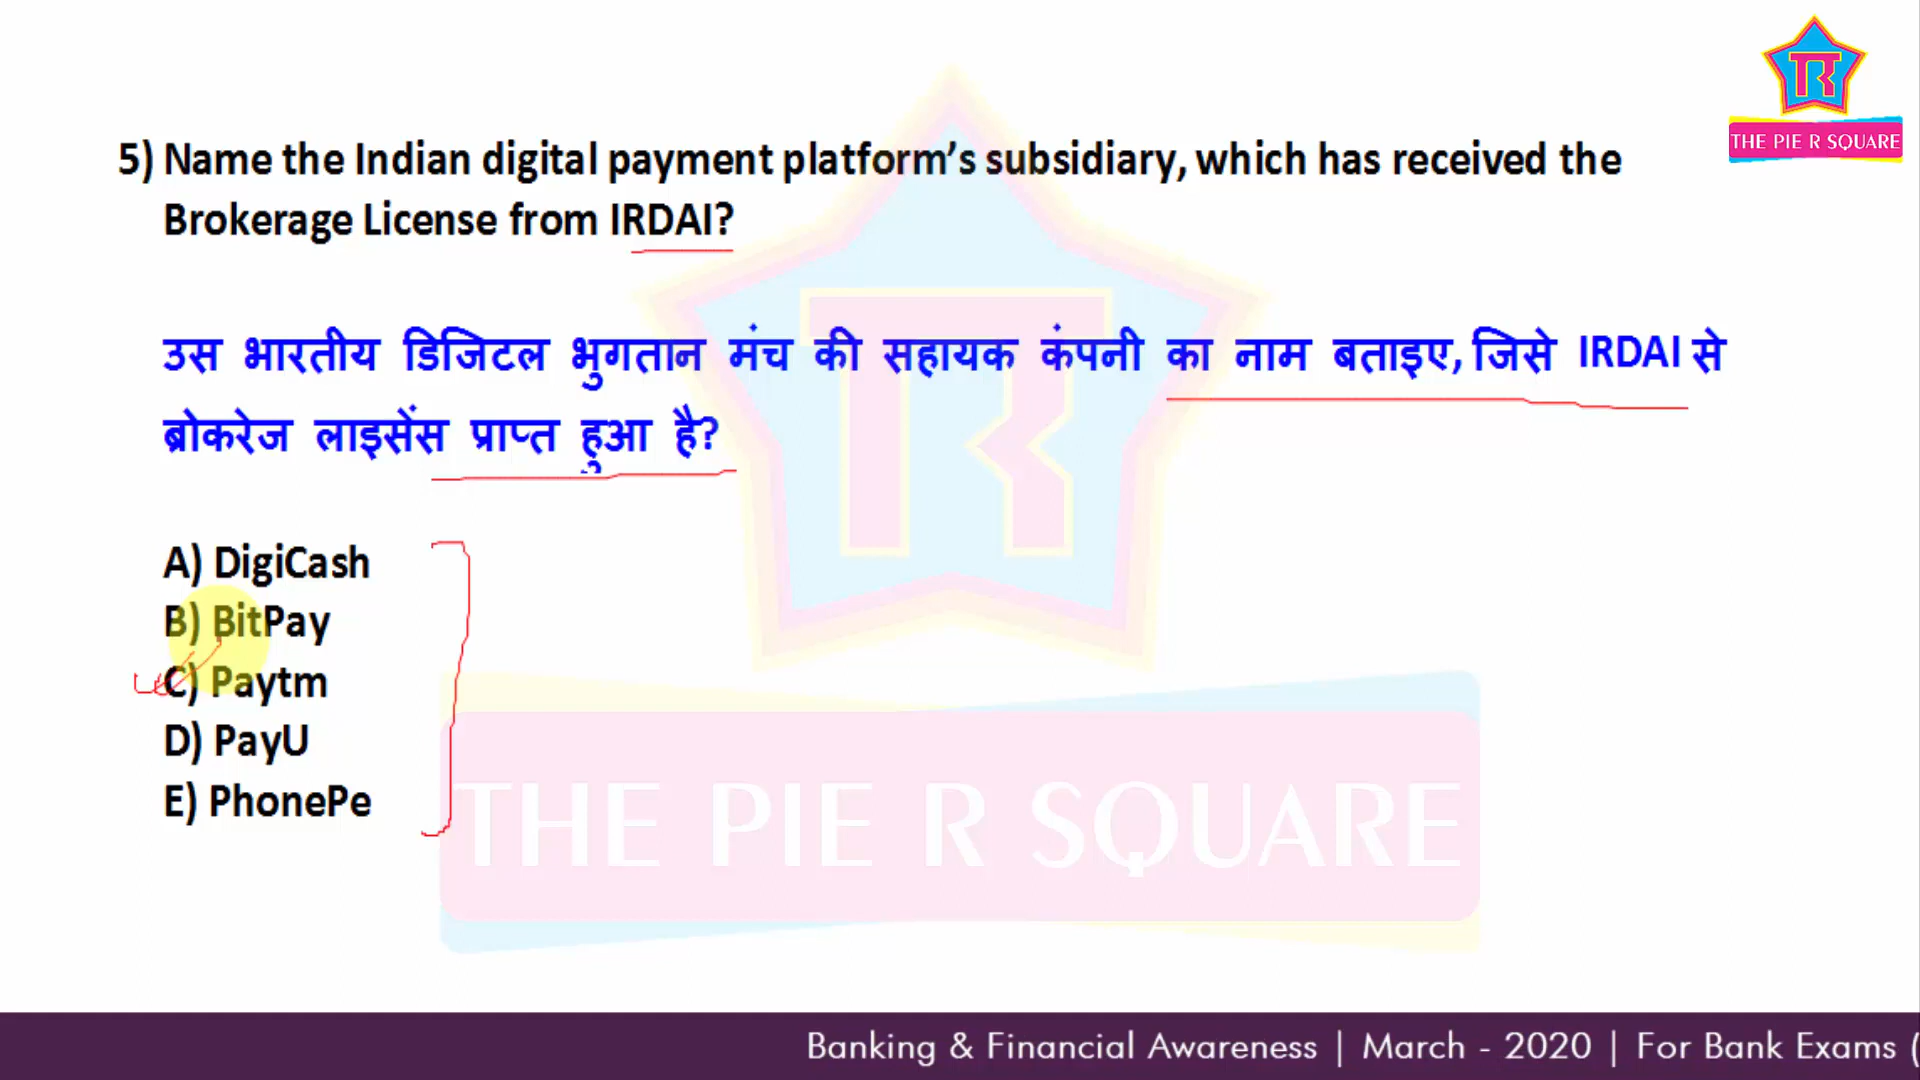 THE PIE R SQUARE
5) Name the Indian digital payment platform’s subsidiary, which has received the
Brokerage License from IRDAI?
उस भारतीय डिजिटल भुगतान मंच की सहायक कंपनी का नाम बताइए, जिसे IRDAI से
ब्रोकरेज लाइसेंस प्राप्त हुआ है?
A) DigiCash
B) BitPay
C) Paytm
D) PayU
E) PhonePe
THE PIE R SQUARE
Banking & Financial Awareness | March - 2020 | For Bank Exams (